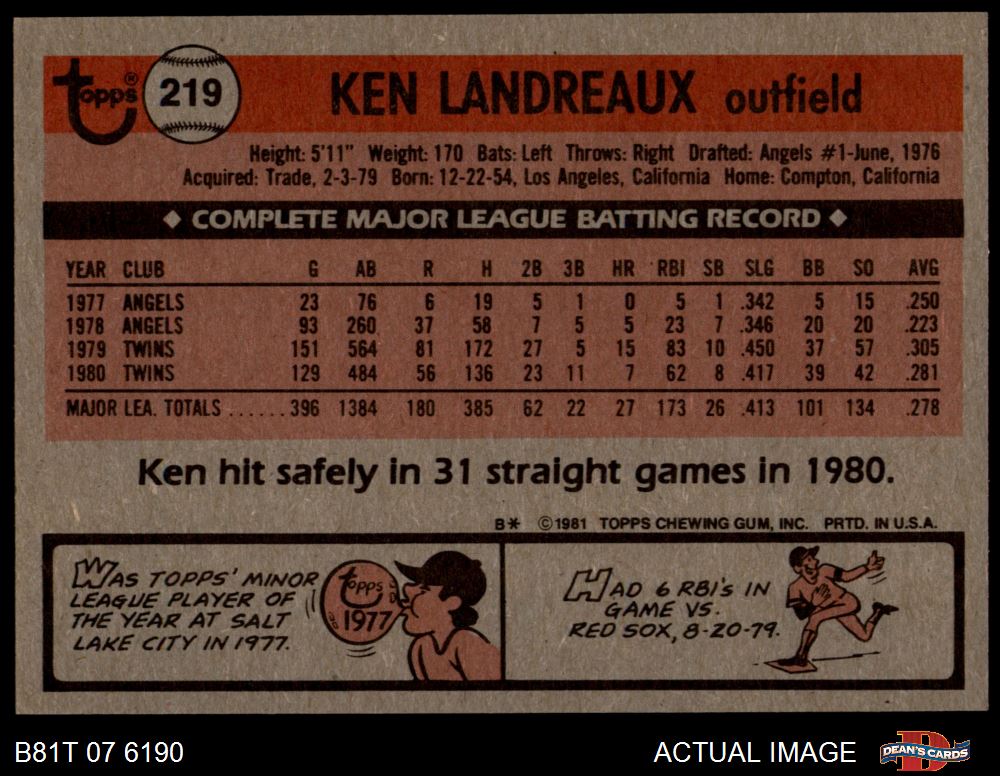 topps® 219 KEN LANDREAUX outfield
Height: 5'11" Weight: 170 Bats: Left Throws: Right Drafted: Angels #1-June, 1976
Acquired: Trade, 2-3-79 Born: 12-22-54, Los Angeles, California Home: Compton, California
◆ COMPLETE MAJOR LEAGUE BATTING RECORD ◆
YEAR CLUB G AB R H 2B 3B HR RBI SB SLG BB SO AVG
1977 ANGELS 23 76 6 19 5 1 0 5 1 .342 5 15 .250
1978 ANGELS 93 260 37 58 7 5 5 23 7 .346 20 20 .223
1979 TWINS 151 564 81 172 27 5 15 83 10 .450 37 57 .305
1980 TWINS 129 484 56 136 23 11 7 62 8 .417 39 42 .281
MAJOR LEA. TOTALS ...... 396 1384 180 385 62 22 27 173 26 .413 101 134 .278
Ken hit safely in 31 straight games in 1980.
B* ©1981 TOPPS CHEWING GUM, INC. PRTD. IN U.S.A.
WAS TOPPS' MINOR
LEAGUE PLAYER OF
THE YEAR AT SALT
LAKE CITY IN 1977.
topps
1977
HAD 6 RBI'S IN
GAME VS.
RED SOX, 8-20-79.
B81T 07 6190 ACTUAL IMAGE DEAN'S CARDS